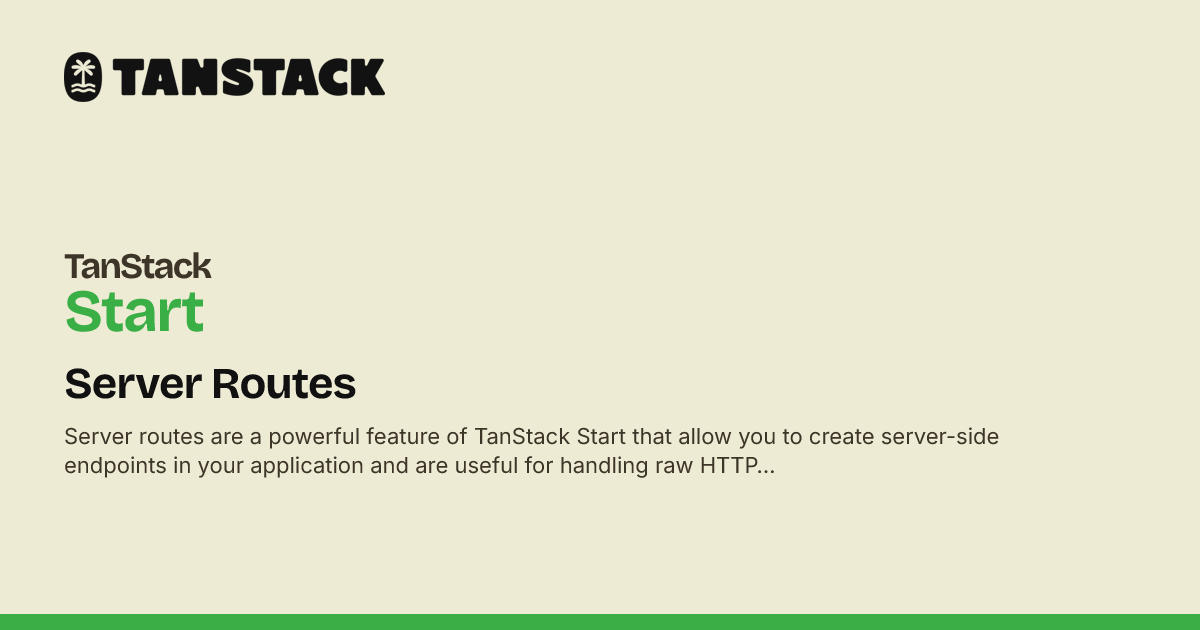 TANSTACK
TanStack
Start
Server Routes
Server routes are a powerful feature of TanStack Start that allow you to create server-side
endpoints in your application and are useful for handling raw HTTP...